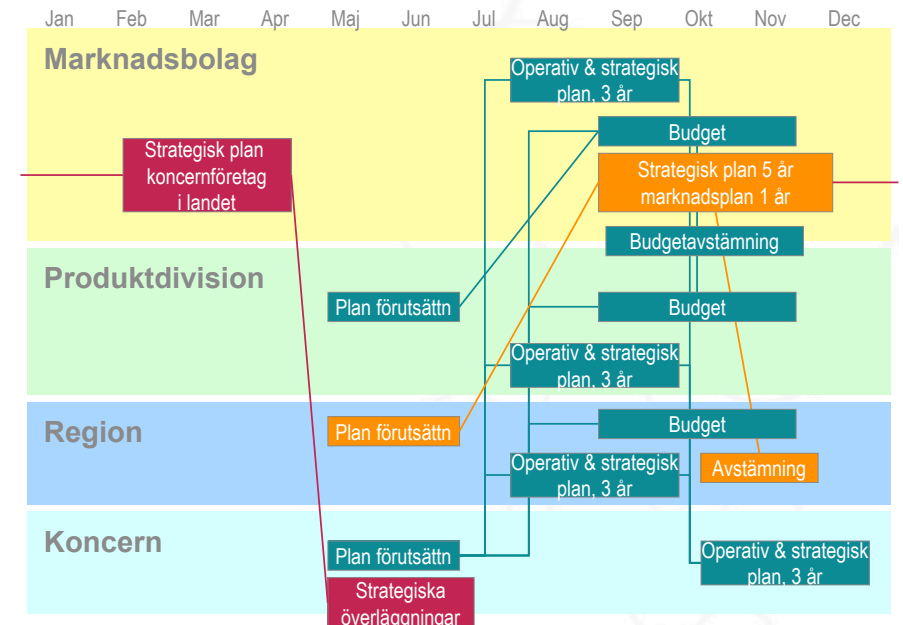 Jan Feb Mar Apr Maj Jun Jul Aug Sep Okt Nov Dec
Marknadsbolag
Operativ & strategisk
plan, 3 år
Budget
Strategisk plan
koncernföretag
i landet
Strategisk plan 5 år
marknadsplan 1 år
Budgetavstämning
Produktdivision
Plan förutsättn
Budget
Operativ & strategisk
plan, 3 år
Region
Plan förutsättn
Budget
Operativ & strategisk
plan, 3 år
Avstämning
Koncern
Plan förutsättn
Operativ & strategisk
plan, 3 år
Strategiska
överläggningar